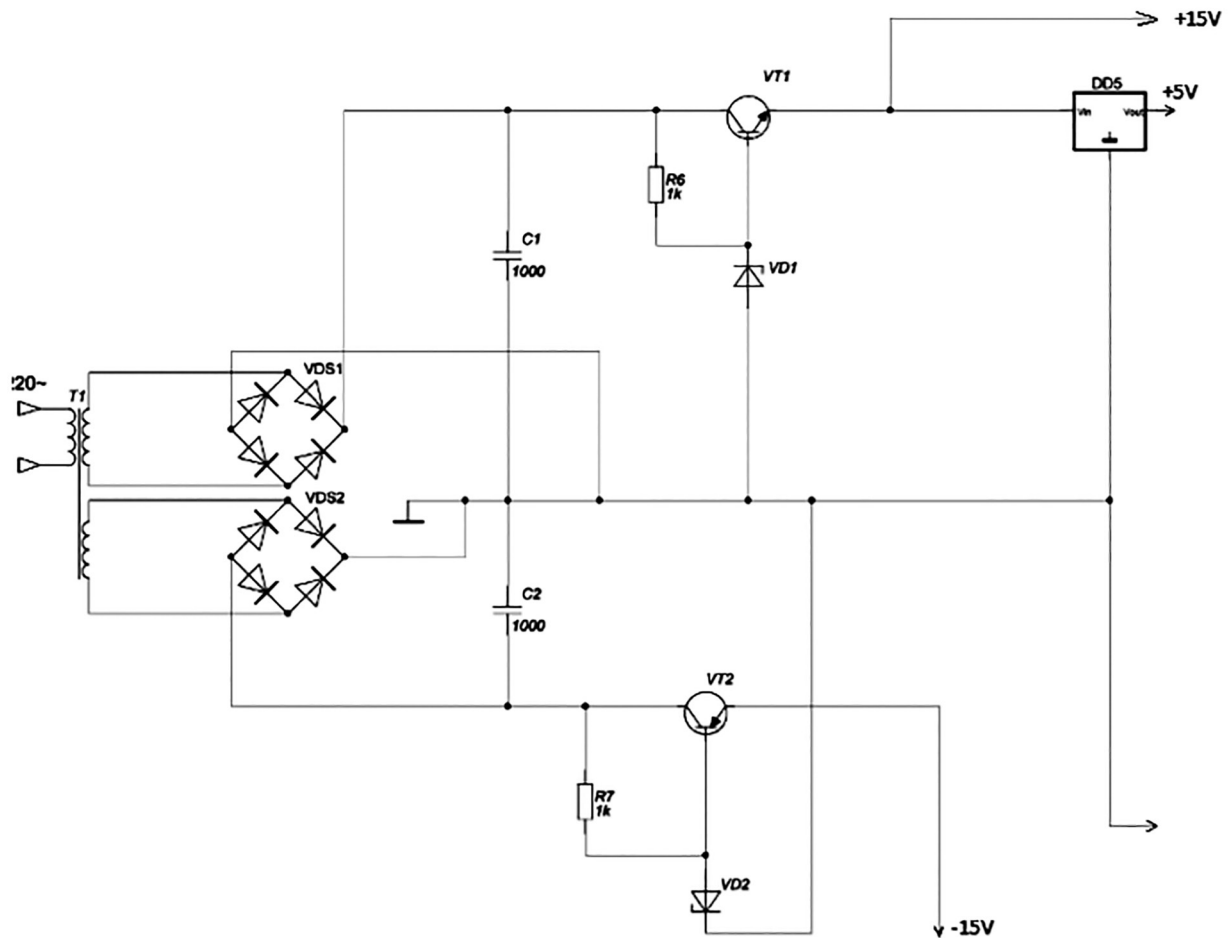 +15V
VT1
DD5
+5V
Vin
Vout
R6
1k
C1
1000
VD1
VDS1
20~
T1
VDS2
C2
1000
VT2
R7
1k
VD2
-15V